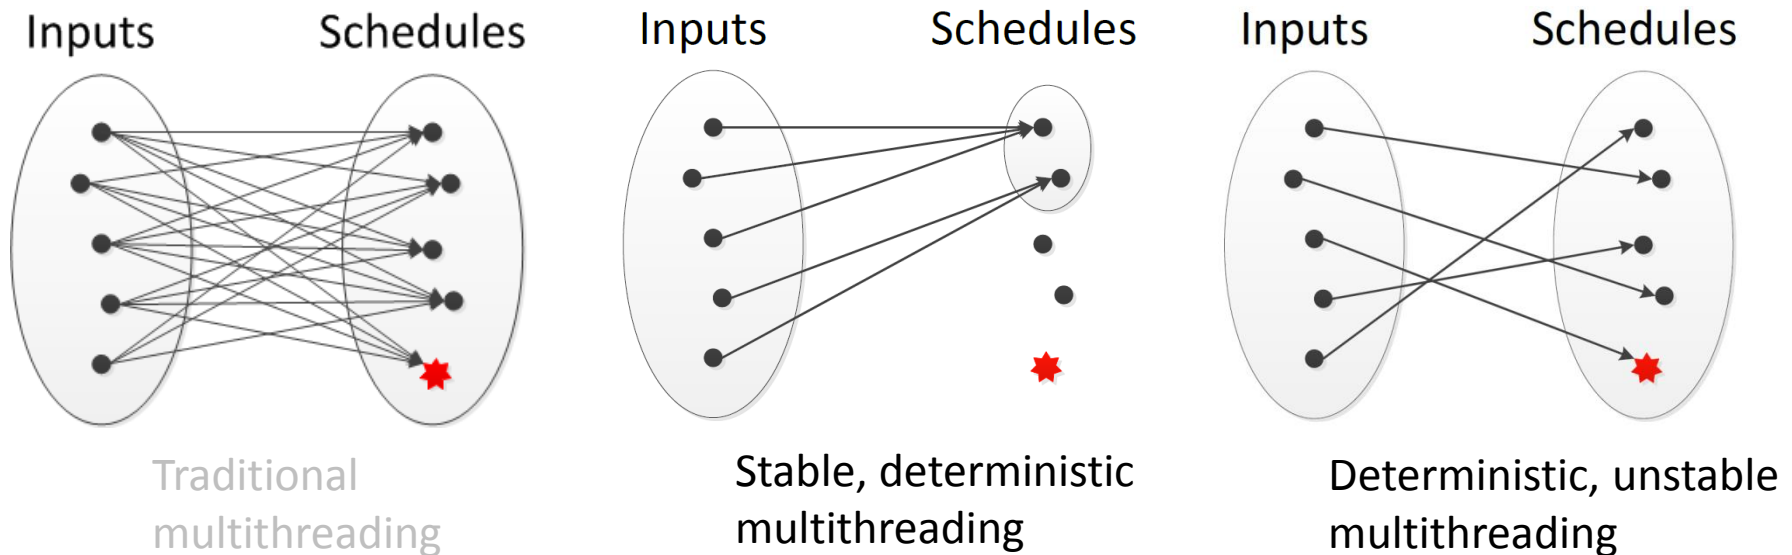 Inputs
Schedules
Inputs
Schedules
Inputs
Schedules
Traditional
multithreading
Stable, deterministic
multithreading
Deterministic, unstable
multithreading